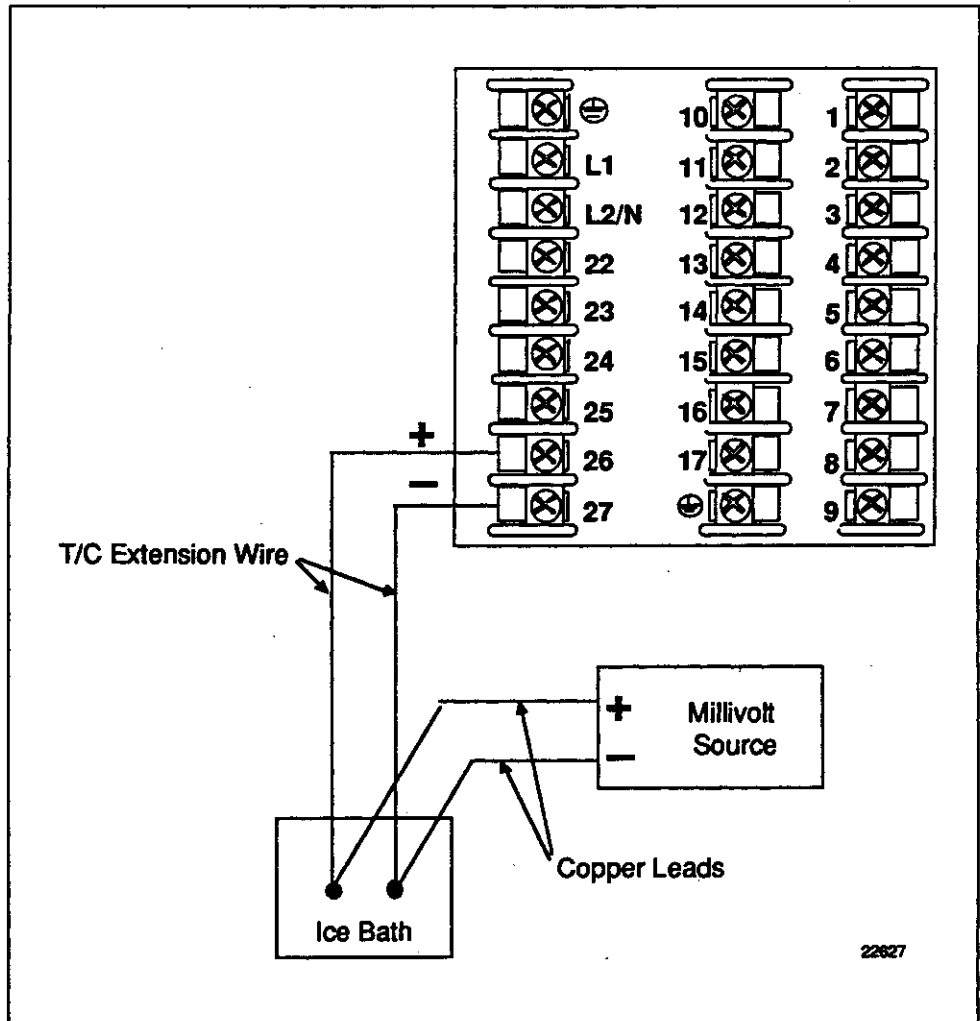 10 1
L1 11 2
L2/N 12 3
22 13 4
23 14 5
24 15 6
25 16 7
+ 26 17 8
− 27 9
T/C Extension Wire
+ Millivolt
− Source
Copper Leads
Ice Bath
22627